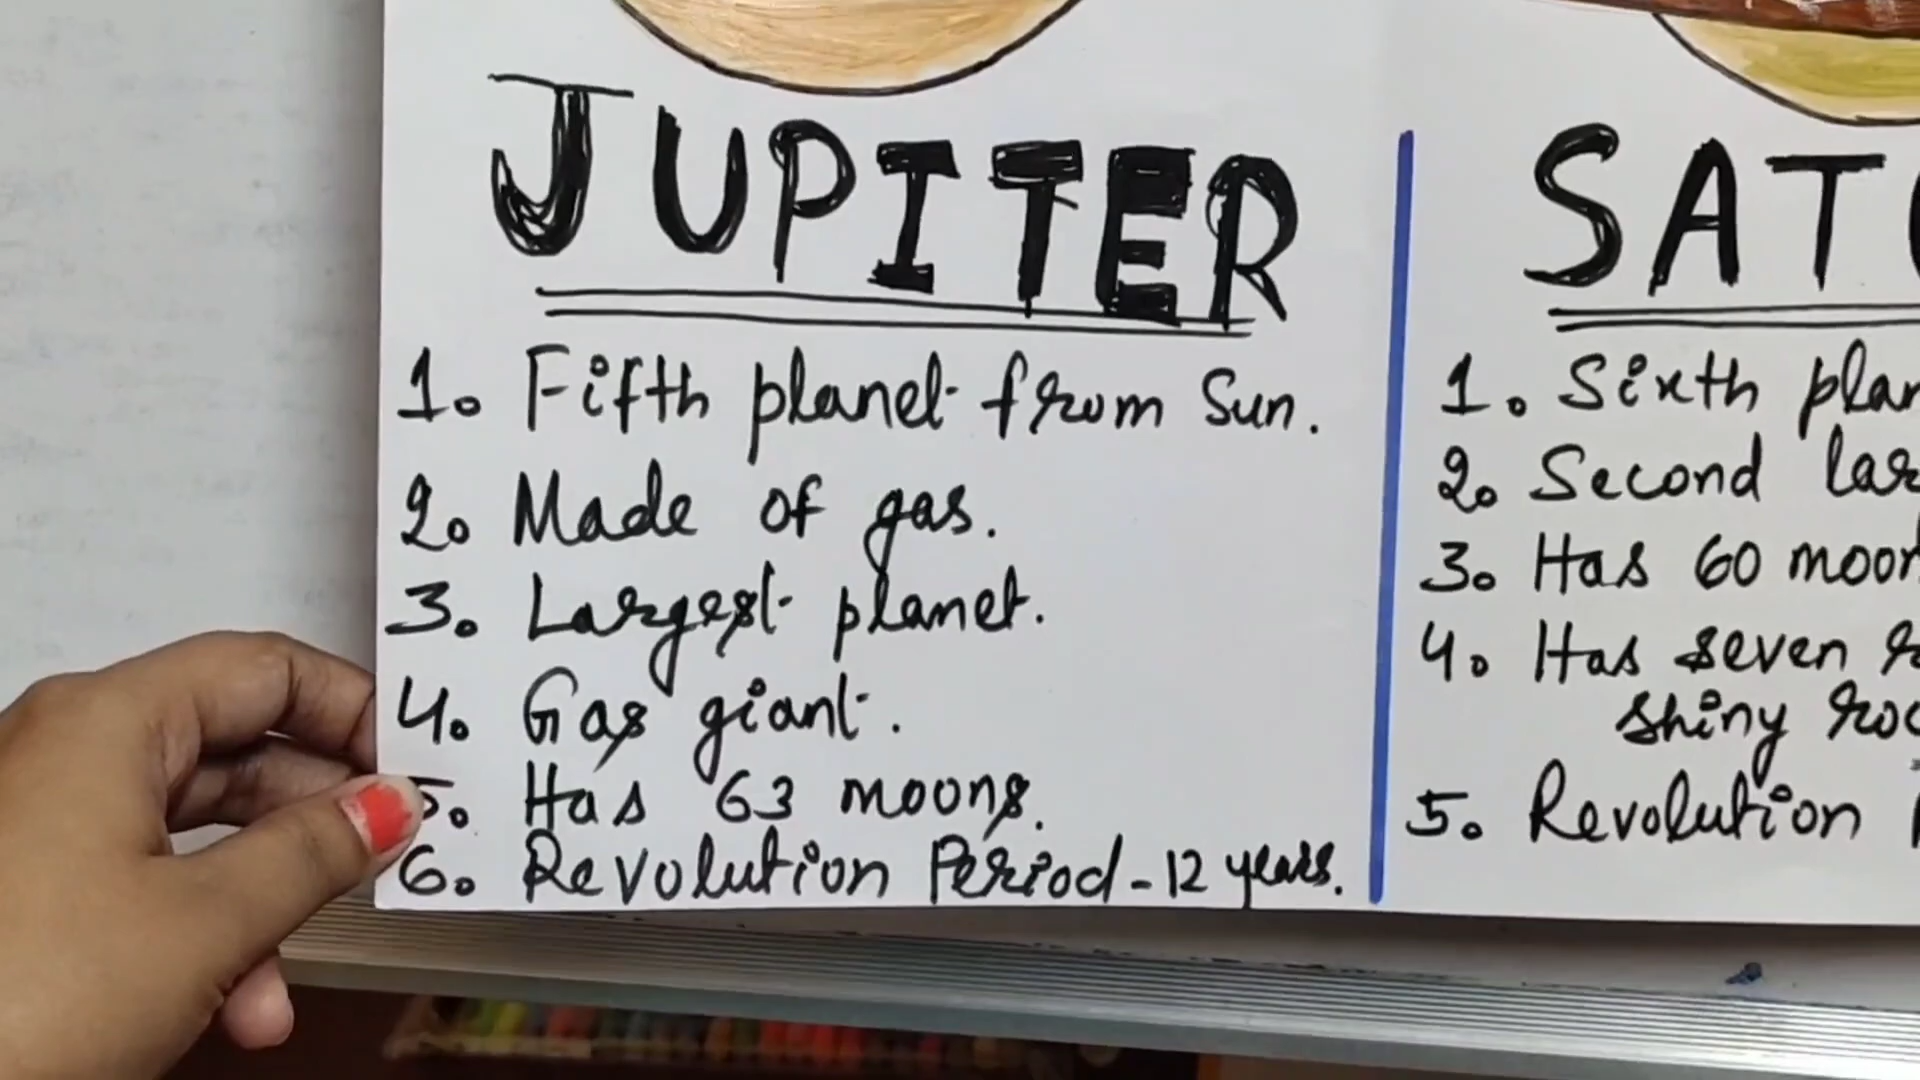 JUPITER
1. Fifth planet from Sun.
2. Made of gas.
3. Largest planet.
4. Gas giant.
5. Has 63 moons.
6. Revolution Period - 12 years.
SAT
1. Sixth
2. Second
3. Has 60
4. Has seven
shiny
5. Revolution